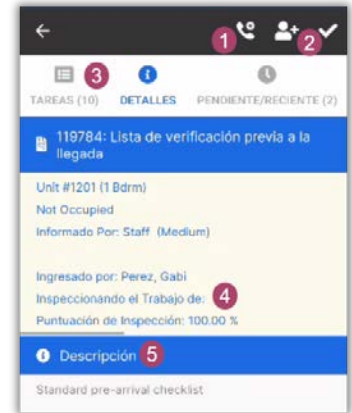 1
2
3
TAREAS (10) DETALLES PENDIENTE/RECIENTE (2)
119784: Lista de verificación previa a la
llegada
Unit #1201 (1 Bdrm)
Not Occupied
Informado Por: Staff (Medium)
Ingresado por: Perez, Gabi
Inspeccionando el Trabajo de: 4
Puntuación de Inspección: 100.00 %
Descripción 5
Standard pre-arrival checklist